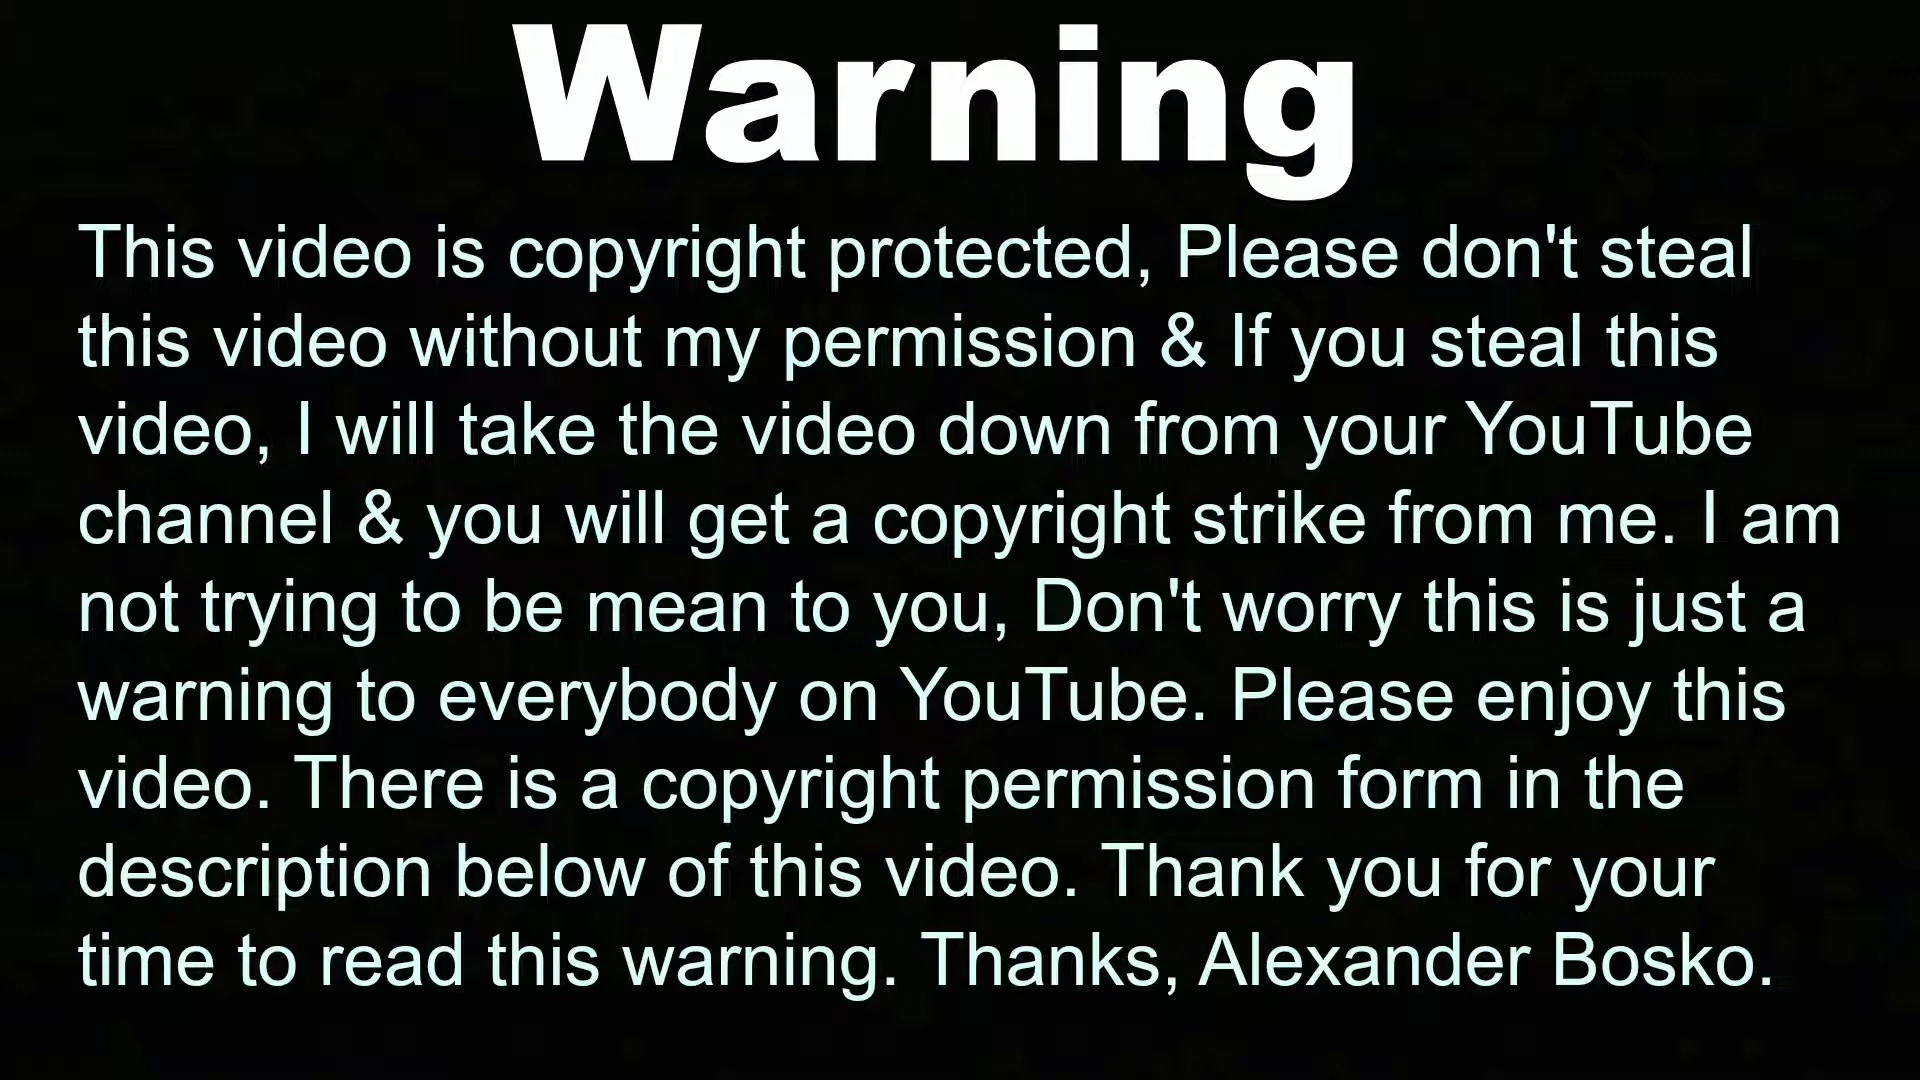 Warning
This video is copyright protected, Please don't steal
this video without my permission & If you steal this
video, I will take the video down from your YouTube
channel & you will get a copyright strike from me. I am
not trying to be mean to you, Don't worry this is just a
warning to everybody on YouTube. Please enjoy this
video. There is a copyright permission form in the
description below of this video. Thank you for your
time to read this warning. Thanks, Alexander Bosko.